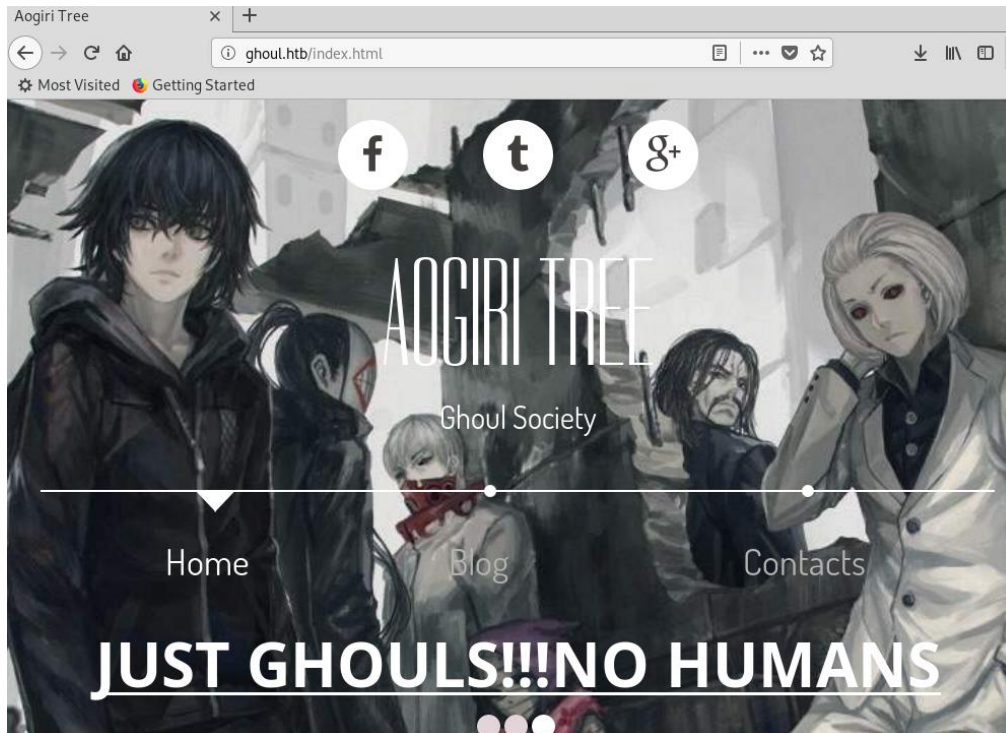 Aogiri Tree
ghoul.htb/index.html
Most Visited Getting Started
f t g+
AOGIRI TREE
Ghoul Society
Home Blog Contacts
JUST GHOULS!!!NO HUMANS